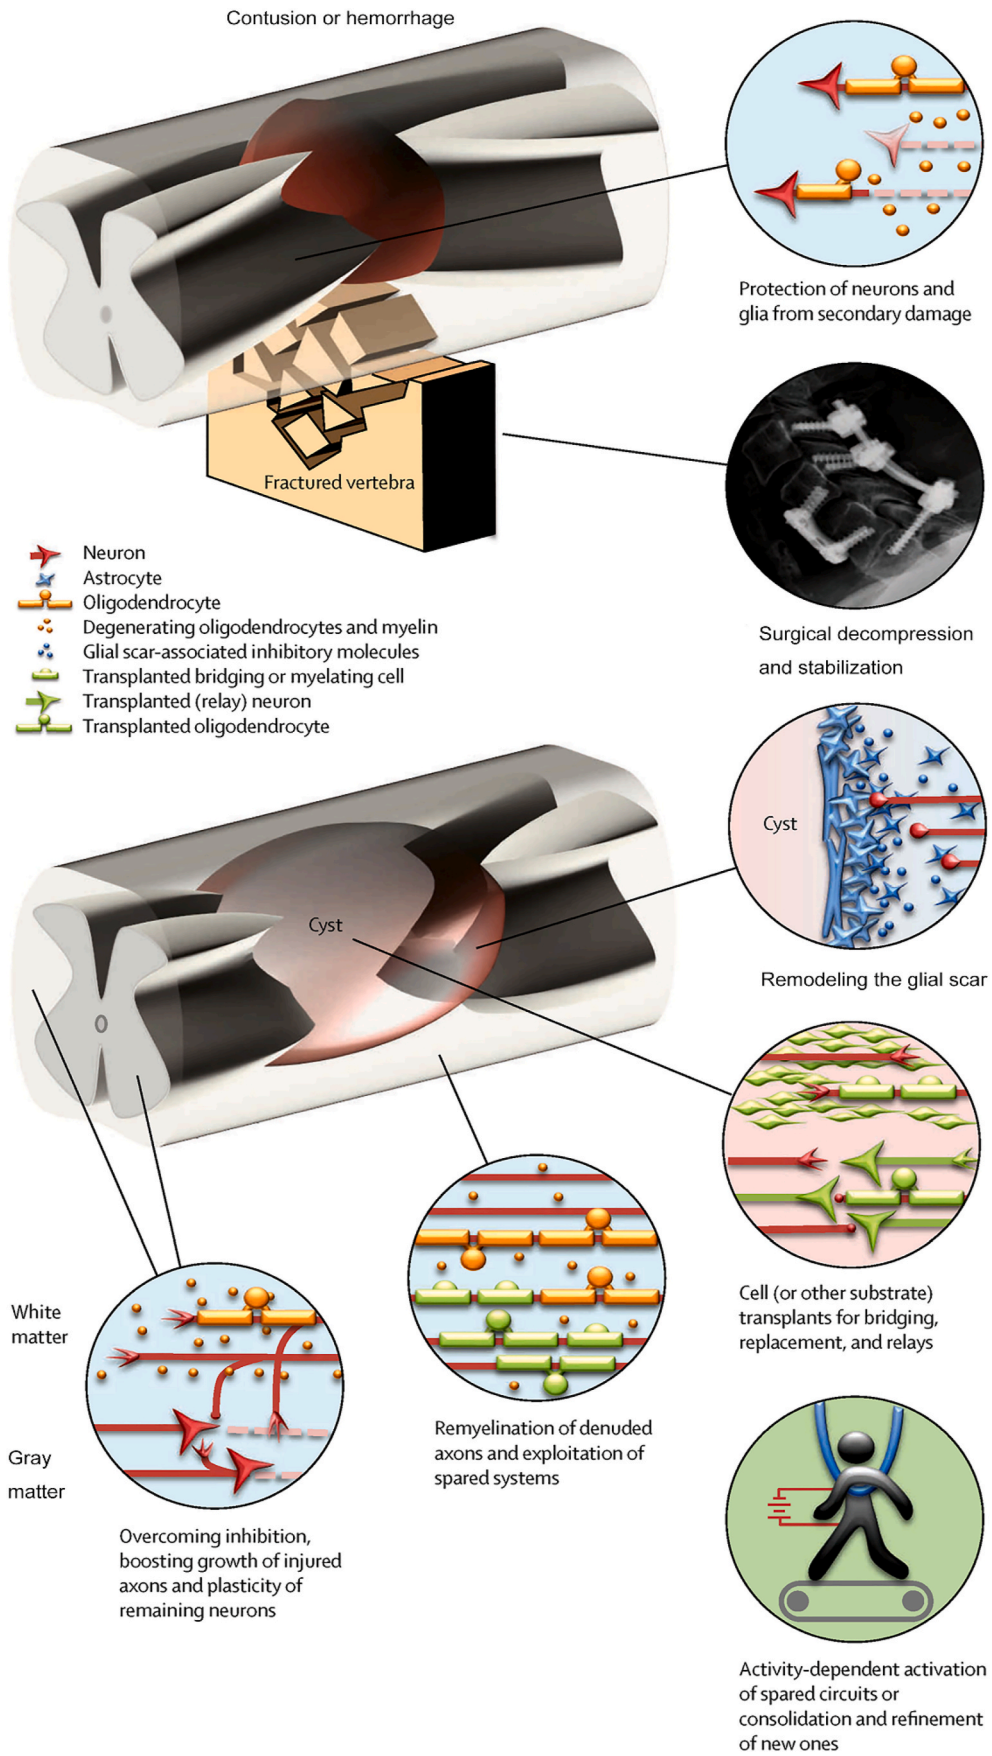 Contusion or hemorrhage
Protection of neurons and
glia from secondary damage
Fractured vertebra
Surgical decompression
and stabilization
Neuron
Astrocyte
Oligodendrocyte
Degenerating oligodendrocytes and myelin
Glial scar-associated inhibitory molecules
Transplanted bridging or myelating cell
Transplanted (relay) neuron
Transplanted oligodendrocyte
Cyst
Remodeling the glial scar
Cyst
Cell (or other substrate)
transplants for bridging,
replacement, and relays
White
matter
Gray
matter
Overcoming inhibition,
boosting growth of injured
axons and plasticity of
remaining neurons
Remyelination of denuded
axons and exploitation of
spared systems
Activity-dependent activation
of spared circuits or
consolidation and refinement
of new ones